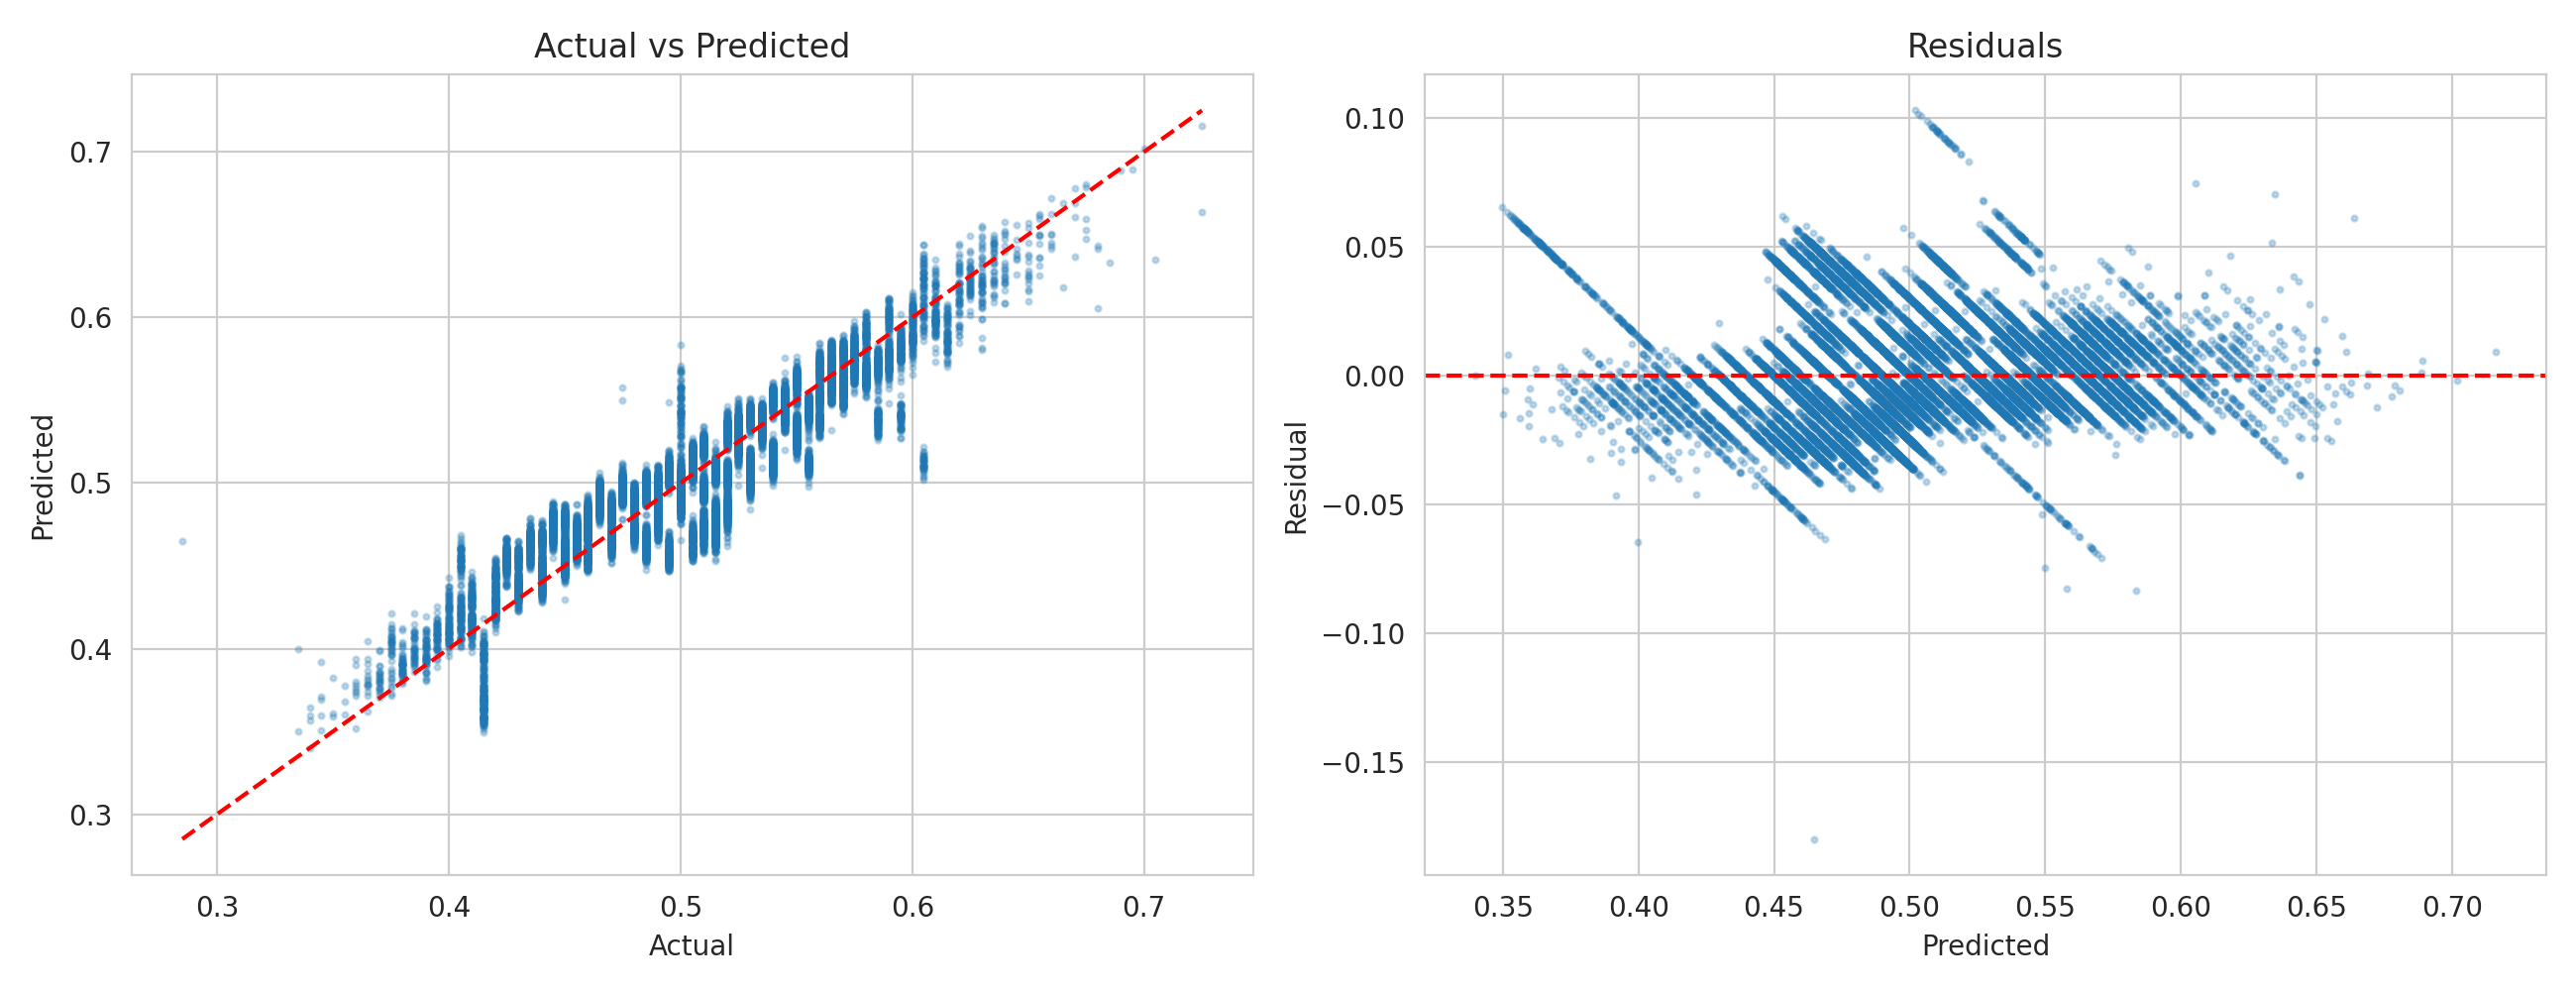 Actual vs Predicted
Predicted
0.7
0.6
0.5
0.4
0.3
0.3 0.4 0.5 0.6 0.7
Actual
Residuals
Residual
0.10
0.05
0.00
−0.05
−0.10
−0.15
0.35 0.40 0.45 0.50 0.55 0.60 0.65 0.70
Predicted